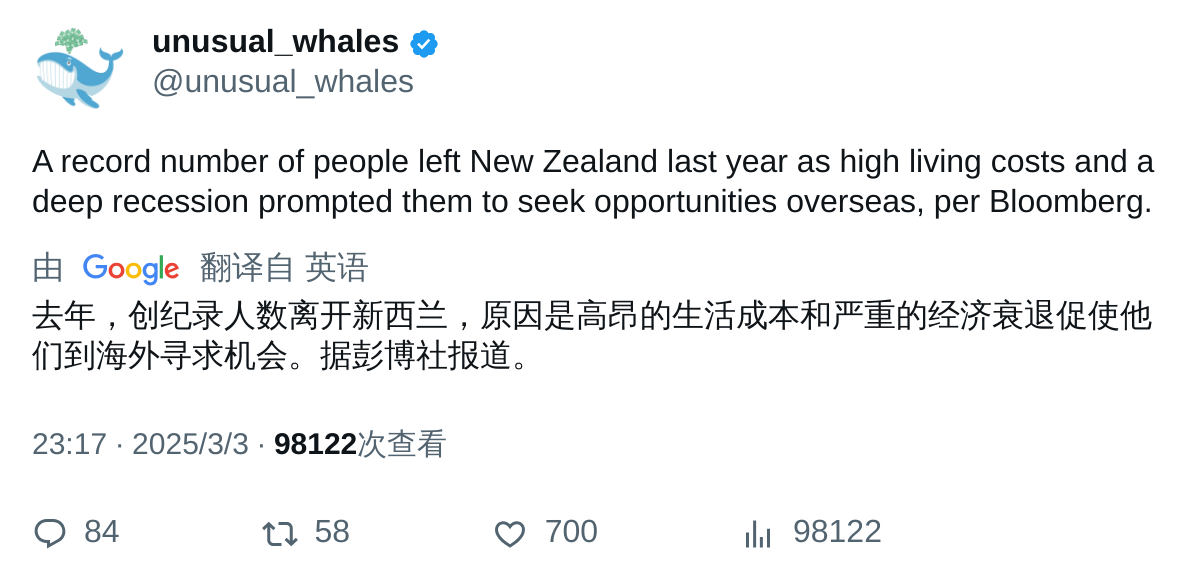 unusual_whales
@unusual_whales
A record number of people left New Zealand last year as high living costs and a
deep recession prompted them to seek opportunities overseas, per Bloomberg.
由 Google 翻译自 英语
去年，创纪录人数离开新西兰，原因是高昂的生活成本和严重的经济衰退促使他
们到海外寻求机会。据彭博社报道。
23:17 · 2025/3/3 · 98122次查看
84 58 700 98122